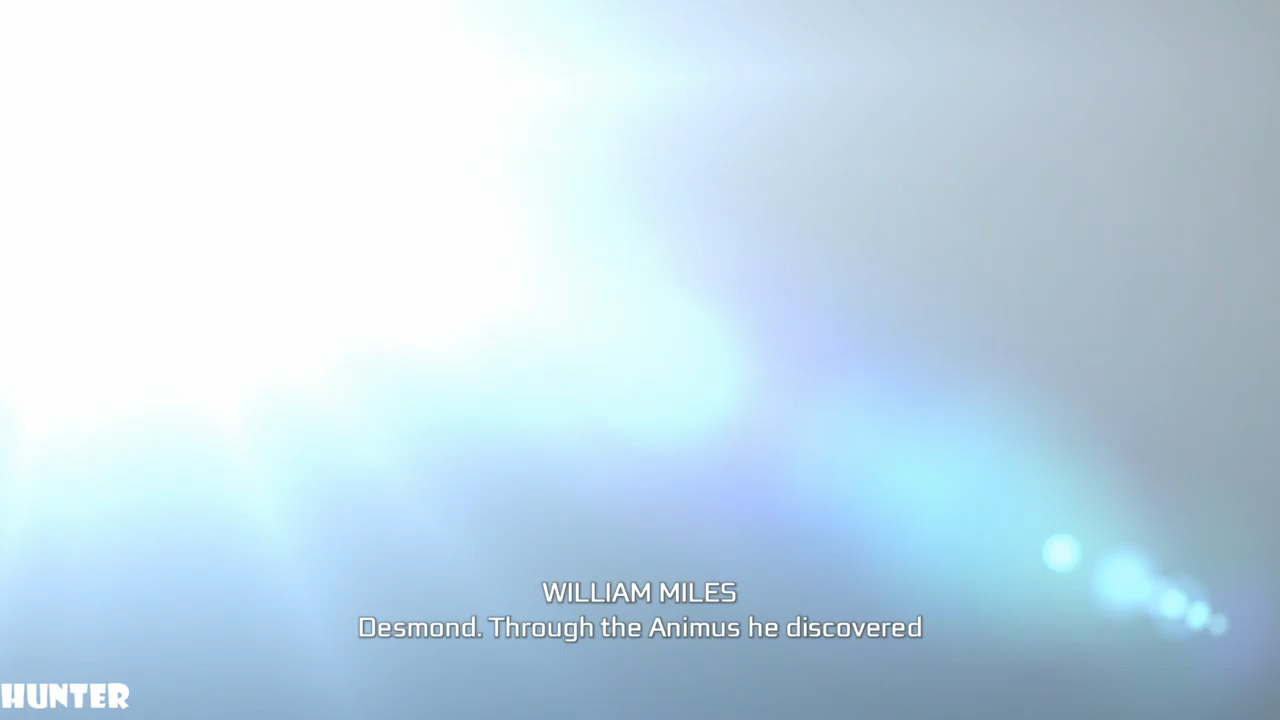 WILLIAM MILES
Desmond. Through the Animus he discovered
HUNTER